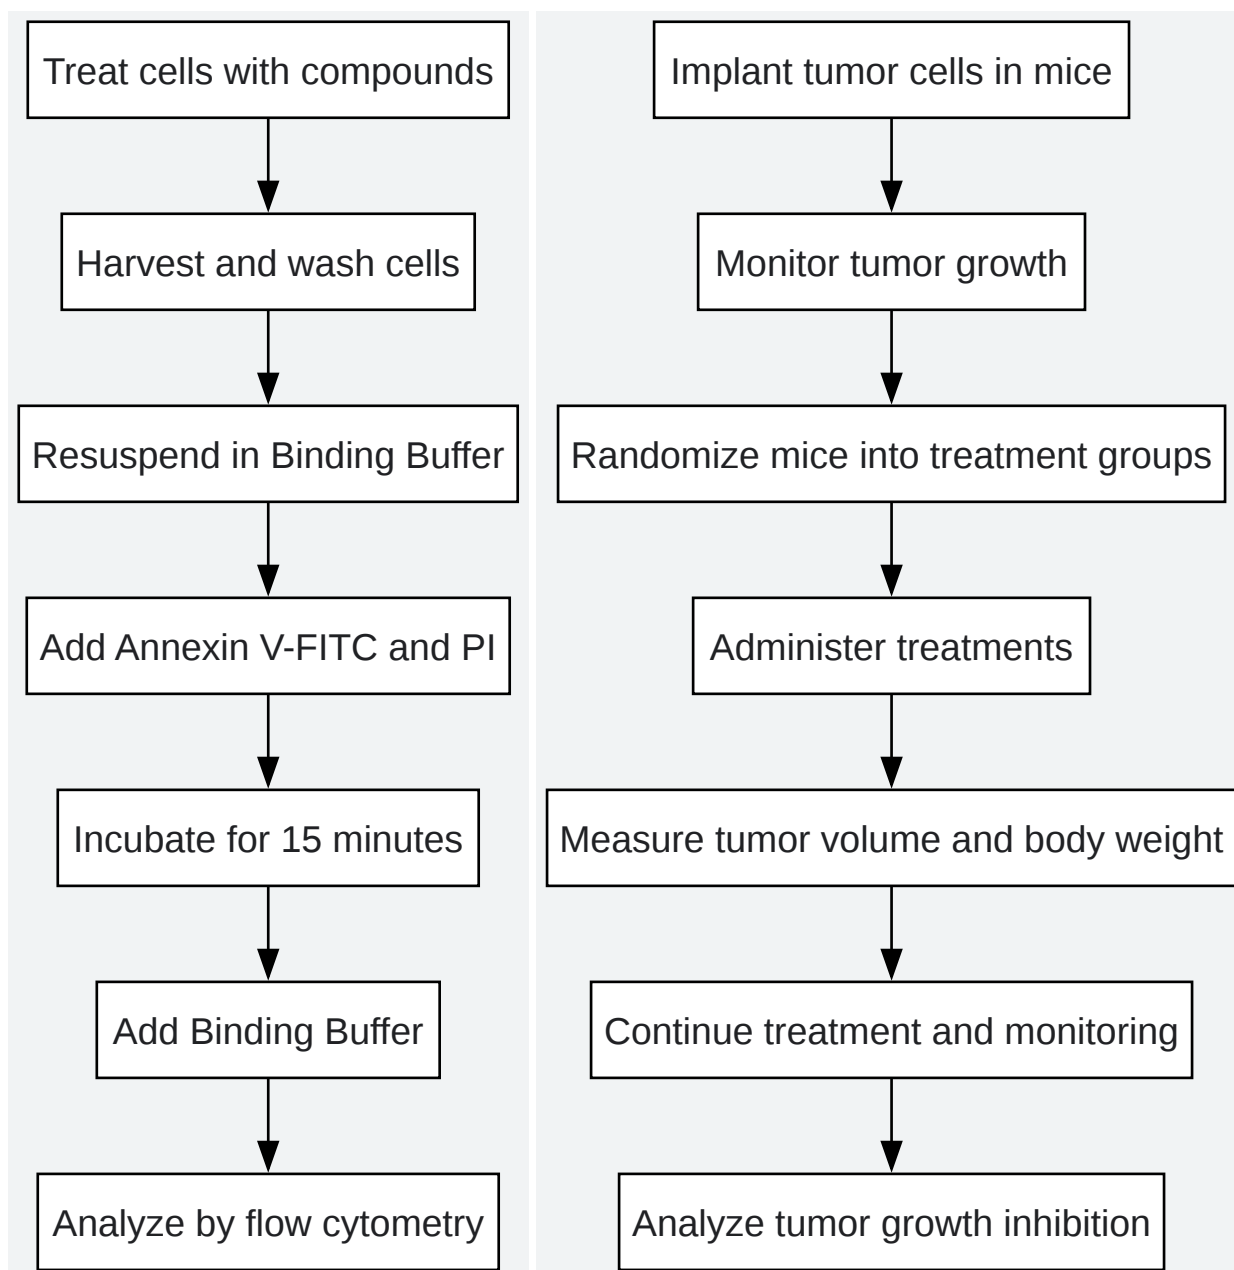 Treat cells with compounds
Harvest and wash cells
Resuspend in Binding Buffer
Add Annexin V-FITC and PI
Incubate for 15 minutes
Add Binding Buffer
Analyze by flow cytometry
Implant tumor cells in mice
Monitor tumor growth
Randomize mice into treatment groups
Administer treatments
Measure tumor volume and body weight
Continue treatment and monitoring
Analyze tumor growth inhibition